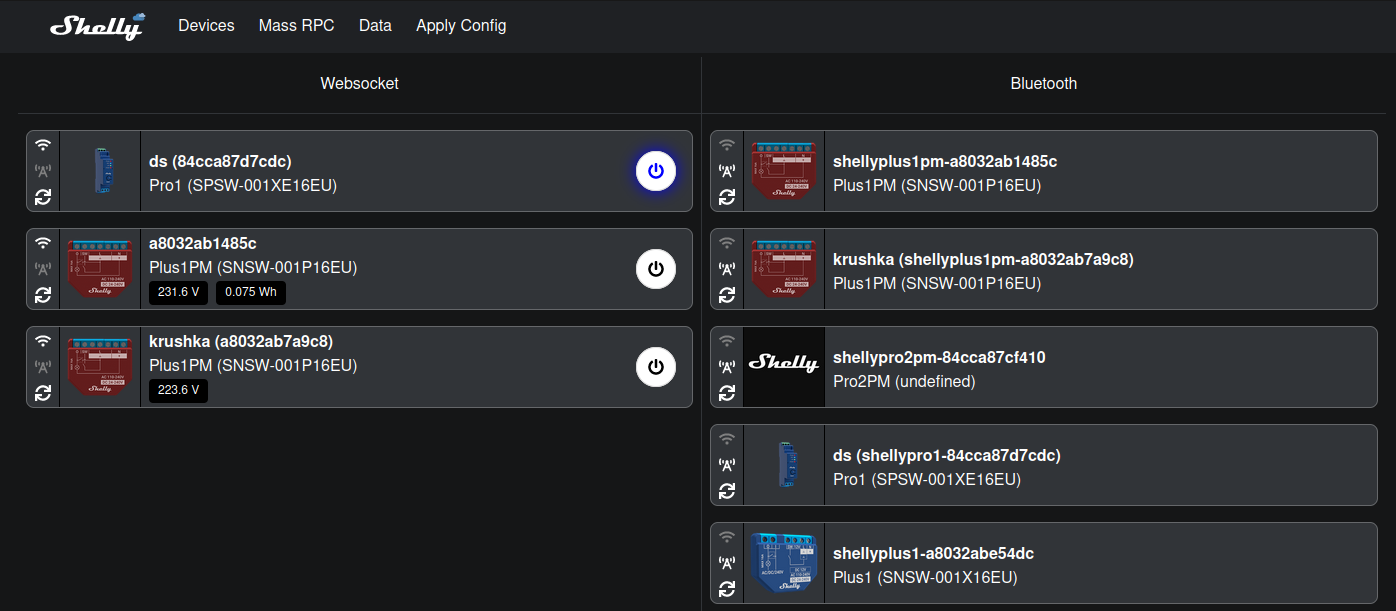 Shelly
Devices Mass RPC Data Apply Config
Websocket
ds (84cca87d7cdc)
Pro1 (SPSW-001XE16EU)
a8032ab1485c
Plus1PM (SNSW-001P16EU)
231.6 V 0.075 Wh
krushka (a8032ab7a9c8)
Plus1PM (SNSW-001P16EU)
223.6 V
Bluetooth
shellyplus1pm-a8032ab1485c
Plus1PM (SNSW-001P16EU)
krushka (shellyplus1pm-a8032ab7a9c8)
Plus1PM (SNSW-001P16EU)
Shelly
shellypro2pm-84cca87cf410
Pro2PM (undefined)
ds (shellypro1-84cca87d7cdc)
Pro1 (SPSW-001XE16EU)
shellyplus1-a8032abe54dc
Plus1 (SNSW-001X16EU)